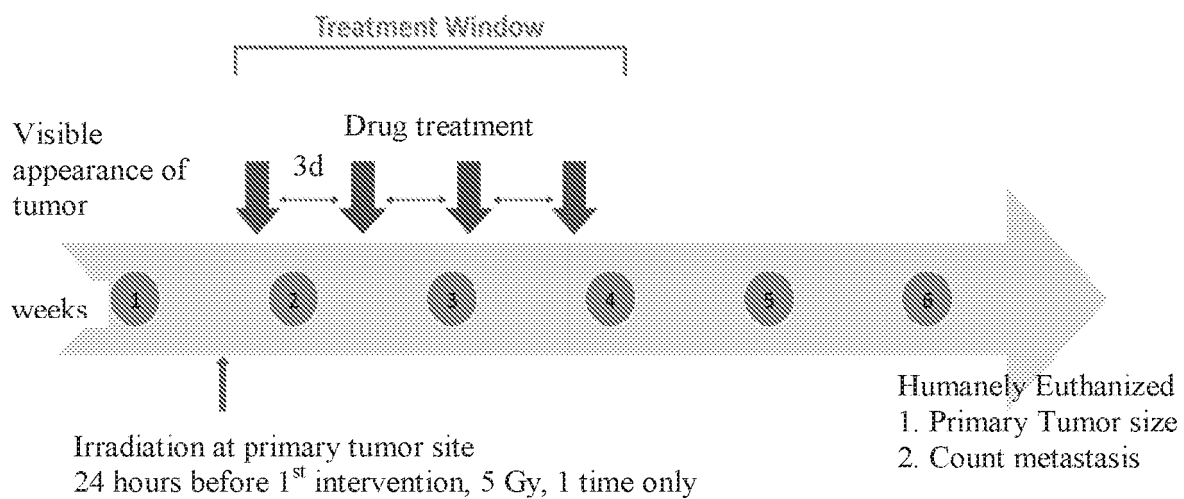 Treatment Window
Visible
appearance of
tumor
Drug treatment
3d
weeks
1 2 3 4 5 6
Irradiation at primary tumor site
24 hours before 1st intervention, 5 Gy, 1 time only
Humanely Euthanized
1. Primary Tumor size
2. Count metastasis